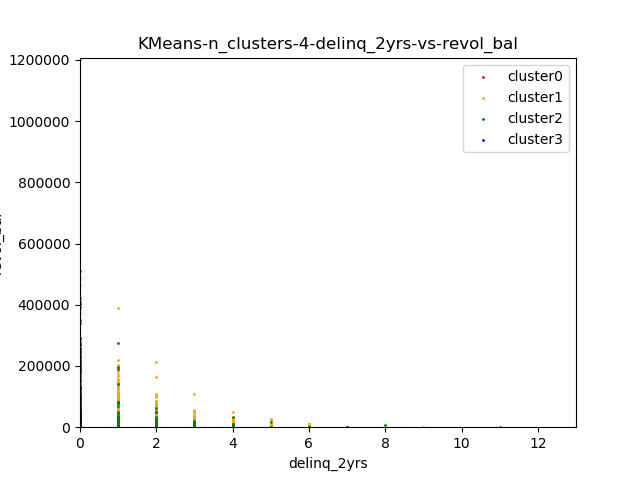 KMeans-n_clusters-4-delinq_2yrs-vs-revol_bal
1200000
1000000
800000
600000
400000
200000
0
0 2 4 6 8 10 12
delinq_2yrs
cluster0
cluster1
cluster2
cluster3